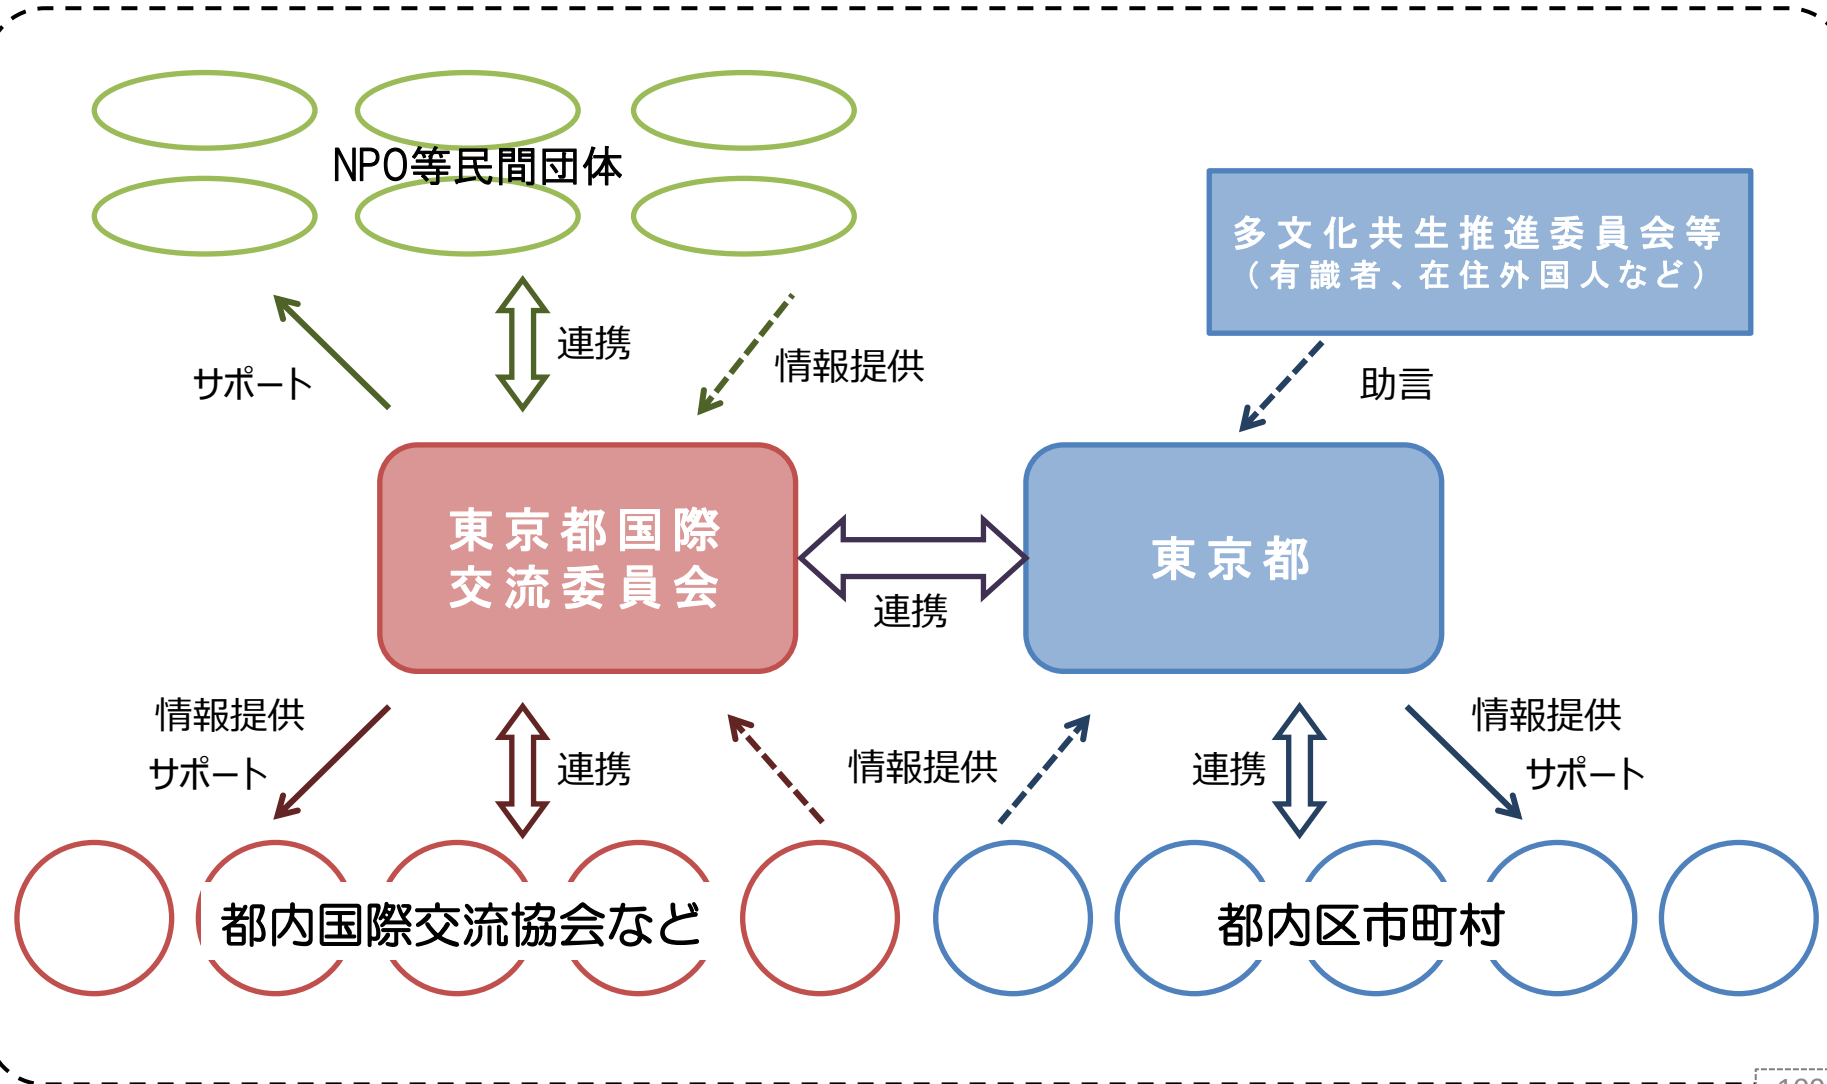 NPO等民間団体
多文化共生推進委員会等
（有識者、在住外国人など）
サポート
連携
情報提供
助言
東京都国際
交流委員会
連携
東京都
情報提供
サポート
連携
情報提供
連携
情報提供
サポート
都内国際交流協会など
都内区市町村